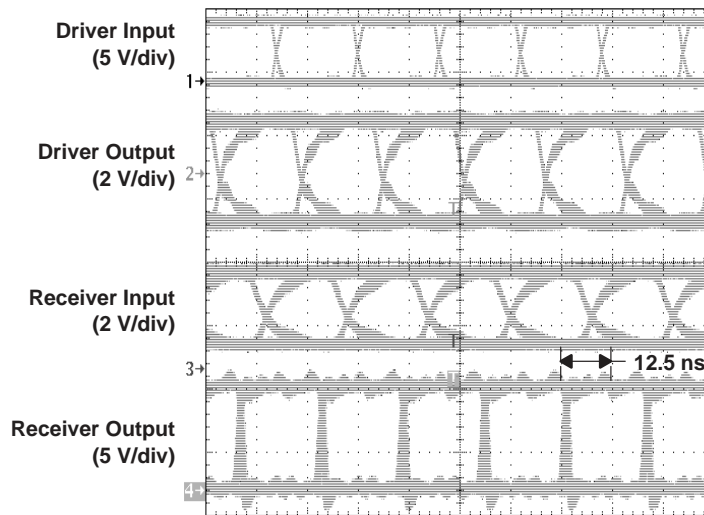 Driver Input
(5 V/div)
1
Driver Output
(2 V/div)
2
T
Receiver Input
(2 V/div)
T
3
12.5 ns
T
Receiver Output
(5 V/div)
4